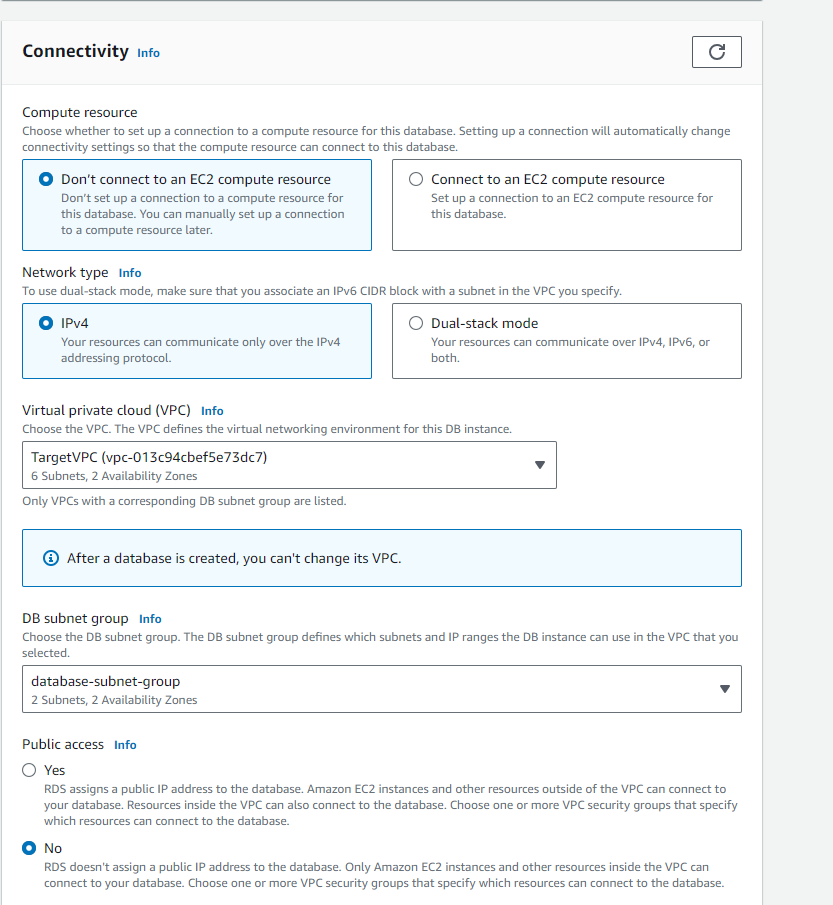 Connectivity Info
Compute resource
Choose whether to set up a connection to a compute resource for this database. Setting up a connection will automatically change
connectivity settings so that the compute resource can connect to this database.
Don't connect to an EC2 compute resource
Don't set up a connection to a compute resource for
this database. You can manually set up a connection
to a compute resource later.
Connect to an EC2 compute resource
Set up a connection to an EC2 compute resource for
this database.
Network type Info
To use dual-stack mode, make sure that you associate an IPv6 CIDR block with a subnet in the VPC you specify.
IPv4
Your resources can communicate only over the IPv4
addressing protocol.
Dual-stack mode
Your resources can communicate over IPv4, IPv6, or
both.
Virtual private cloud (VPC) Info
Choose the VPC. The VPC defines the virtual networking environment for this DB instance.
TargetVPC (vpc-013c94cbef5e73dc7)
6 Subnets, 2 Availability Zones
Only VPCs with a corresponding DB subnet group are listed.
After a database is created, you can't change its VPC.
DB subnet group Info
Choose the DB subnet group. The DB subnet group defines which subnets and IP ranges the DB instance can use in the VPC that you
selected.
database-subnet-group
2 Subnets, 2 Availability Zones
Public access Info
Yes
RDS assigns a public IP address to the database. Amazon EC2 instances and other resources outside of the VPC can connect to
your database. Resources inside the VPC can also connect to the database. Choose one or more VPC security groups that specify
which resources can connect to the database.
No
RDS doesn't assign a public IP address to the database. Only Amazon EC2 instances and other resources inside the VPC can
connect to your database. Choose one or more VPC security groups that specify which resources can connect to the database.